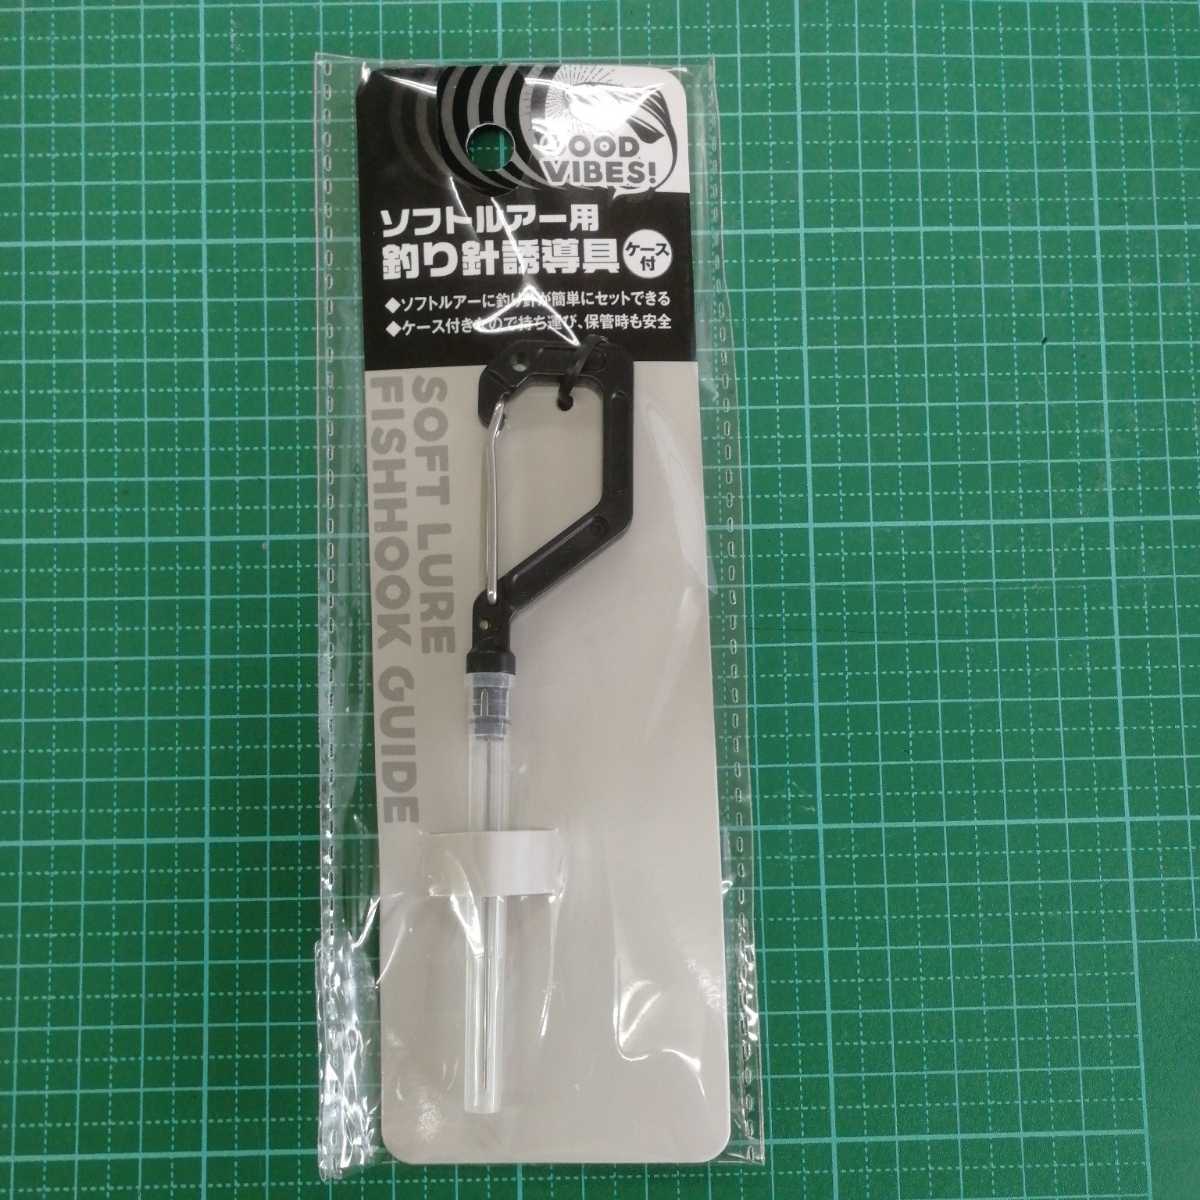 OOD
VIBES!
ソフトルアー用
釣り針誘導具
ケース
付
◆ソフトルアーに釣り針が簡単にセットできる
◆ケース付きなので持ち運び、保管時も安全
SOFT LURE
FISHHOOK GUIDE